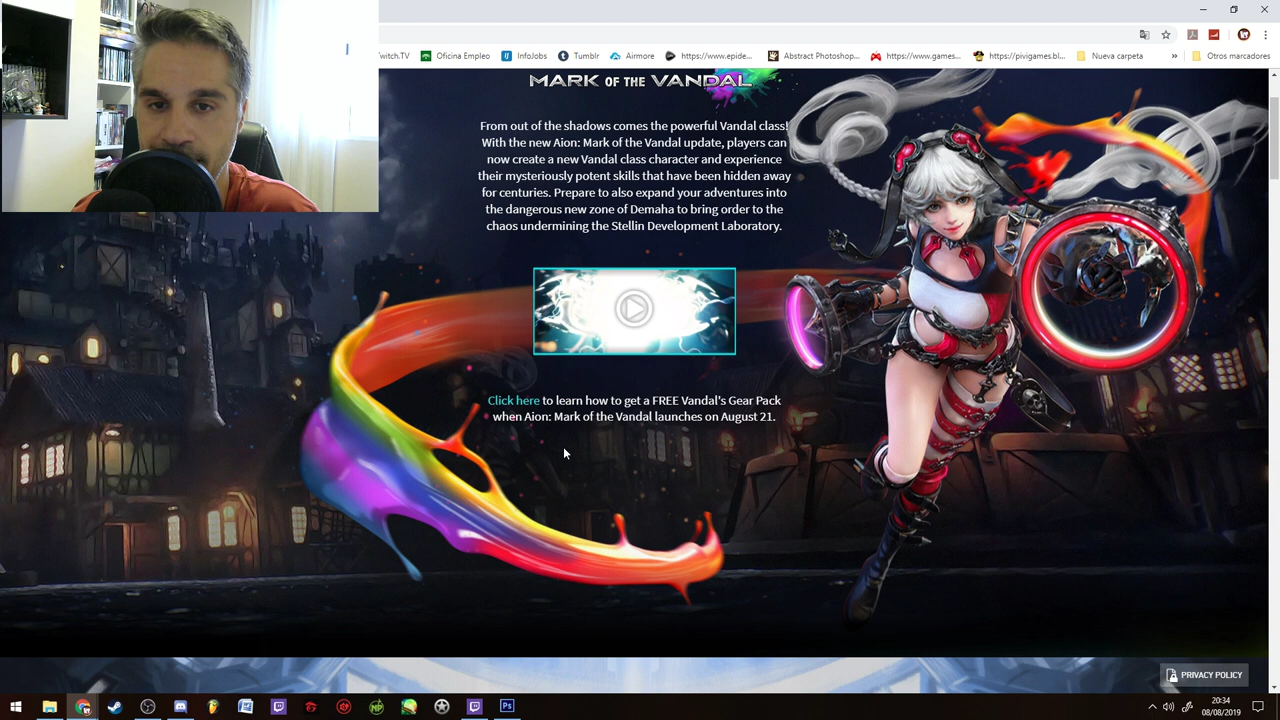 witch.TV
Oficina Empleo
InfoJobs
Tumblr
Airmore
https://www.epide...
Abstract Photoshop...
https://www.games...
https://pivigames.bl...
Nueva carpeta
»
Otros marcadores
MARK OF THE VANDAL
From out of the shadows comes the powerful Vandal class!
With the new Aion: Mark of the Vandal update, players can
now create a new Vandal class character and experience
their mysteriously potent skills that have been hidden away
for centuries. Prepare to also expand your adventures into
the dangerous new zone of Demaha to bring order to the
chaos undermining the Stellin Development Laboratory.
Click here to learn how to get a FREE Vandal's Gear Pack
when Aion: Mark of the Vandal launches on August 21.
PRIVACY POLICY
20:34
08/08/2019